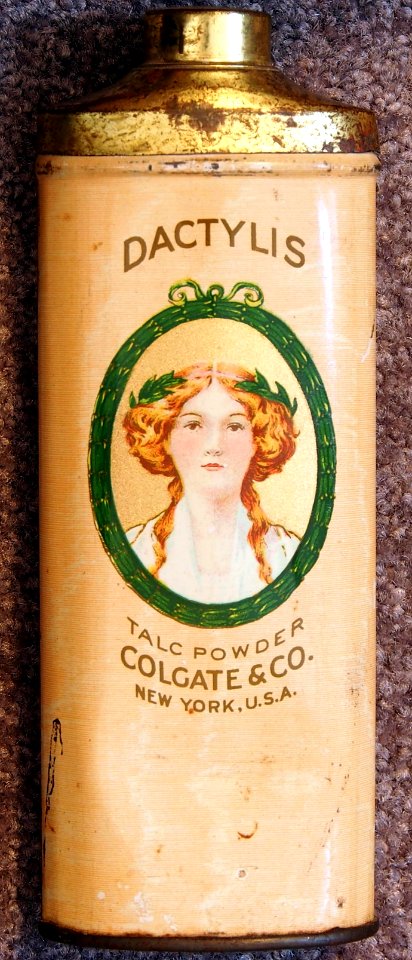 DACTYLIS
TALC POWDER
COLGATE & CO.
NEW YORK, U.S.A.